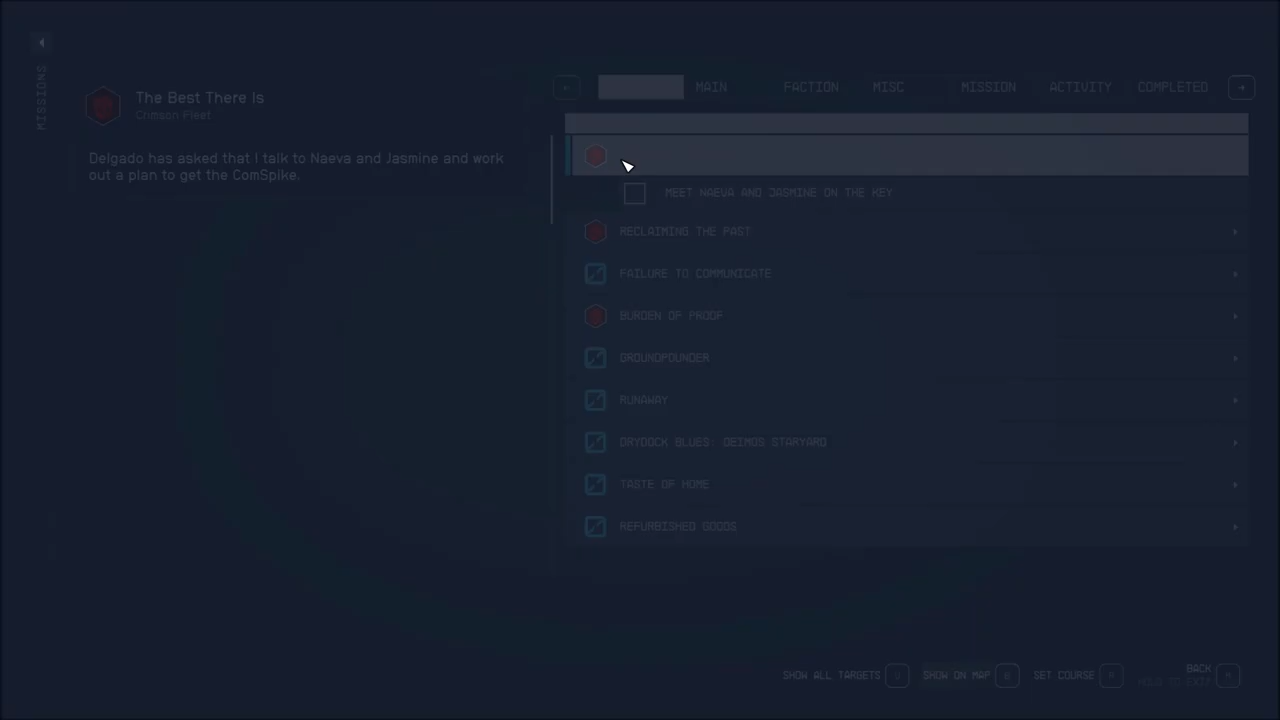 MISSIONS
The Best There Is
Crimson Fleet
Delgado has asked that I talk to Naeva and Jasmine and work
out a plan to get the ComSpike.
MAIN
FACTION
MISC
MISSION
ACTIVITY
COMPLETED
MEET NAEVA AND JASMINE ON THE KEY
RECLAIMING THE PAST
FAILURE TO COMMUNICATE
BURDEN OF PROOF
GROUNDPOUNDER
RUNAWAY
DRYDOCK BLUES: DEIMOS STARYARD
TASTE OF HOME
REFURBISHED GOODS
SHOW ALL TARGETS
SHOW ON MAP
SET COURSE R
BACK
HOLD TO EXIT